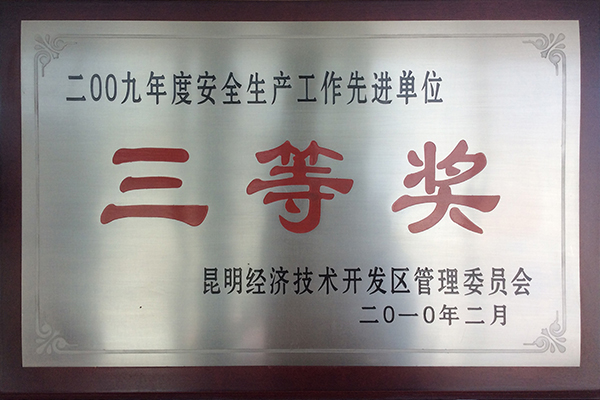 二00九年度安全生产工作先进单位
三等奖
昆明经济技术开发区管理委员会
二0一0年二月